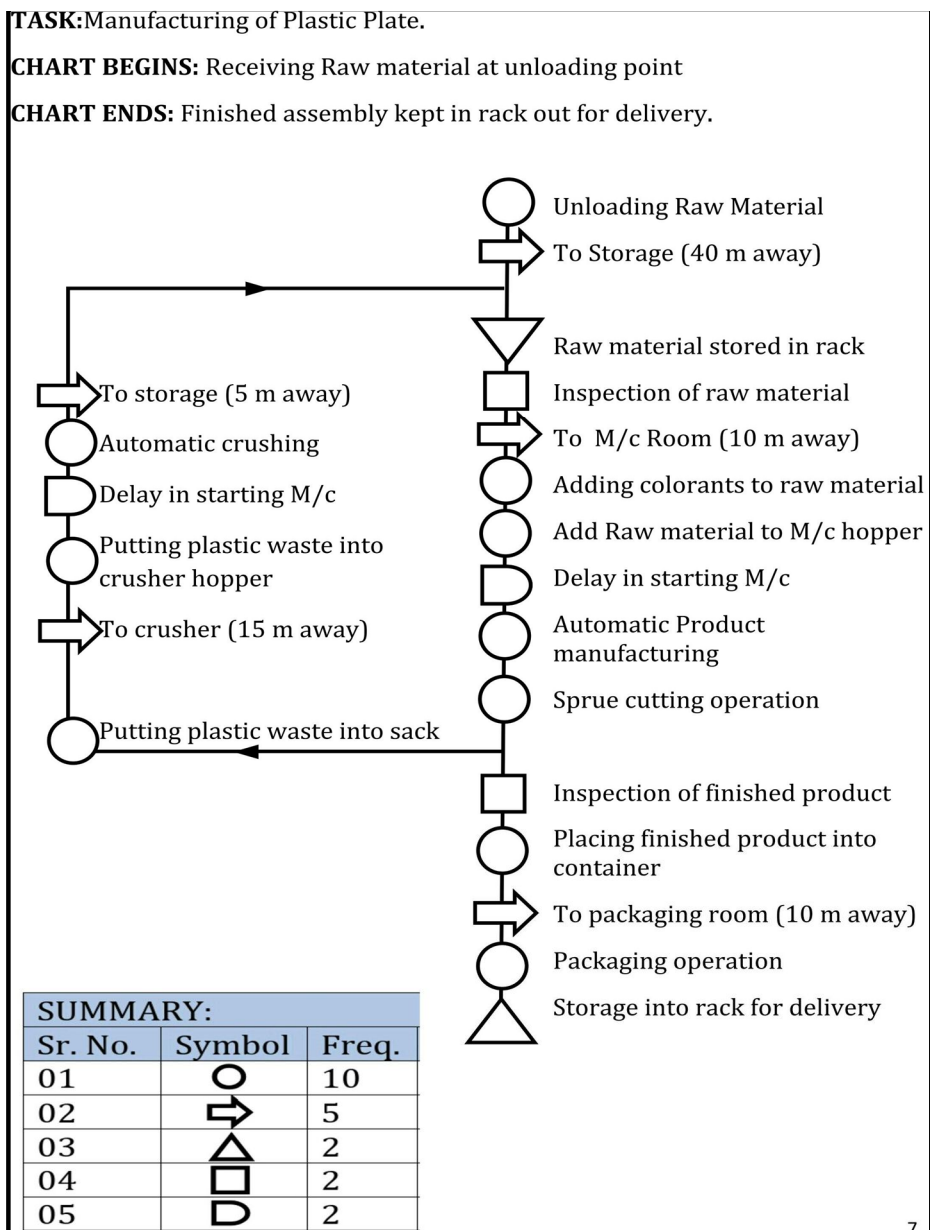 TASK:Manufacturing of Plastic Plate.
CHART BEGINS: Receiving Raw material at unloading point
CHART ENDS: Finished assembly kept in rack out for delivery.
Unloading Raw Material
To Storage (40 m away)
Raw material stored in rack
Inspection of raw material
To M/c Room (10 m away)
Adding colorants to raw material
Add Raw material to M/c hopper
Delay in starting M/c
Automatic Product
manufacturing
Sprue cutting operation
To storage (5 m away)
Automatic crushing
Delay in starting M/c
Putting plastic waste into
crusher hopper
To crusher (15 m away)
Putting plastic waste into sack
Inspection of finished product
Placing finished product into
container
To packaging room (10 m away)
Packaging operation
Storage into rack for delivery
SUMMARY:
Sr. No. Symbol Freq.
01 10
02 5
03 2
04 2
05 2
7